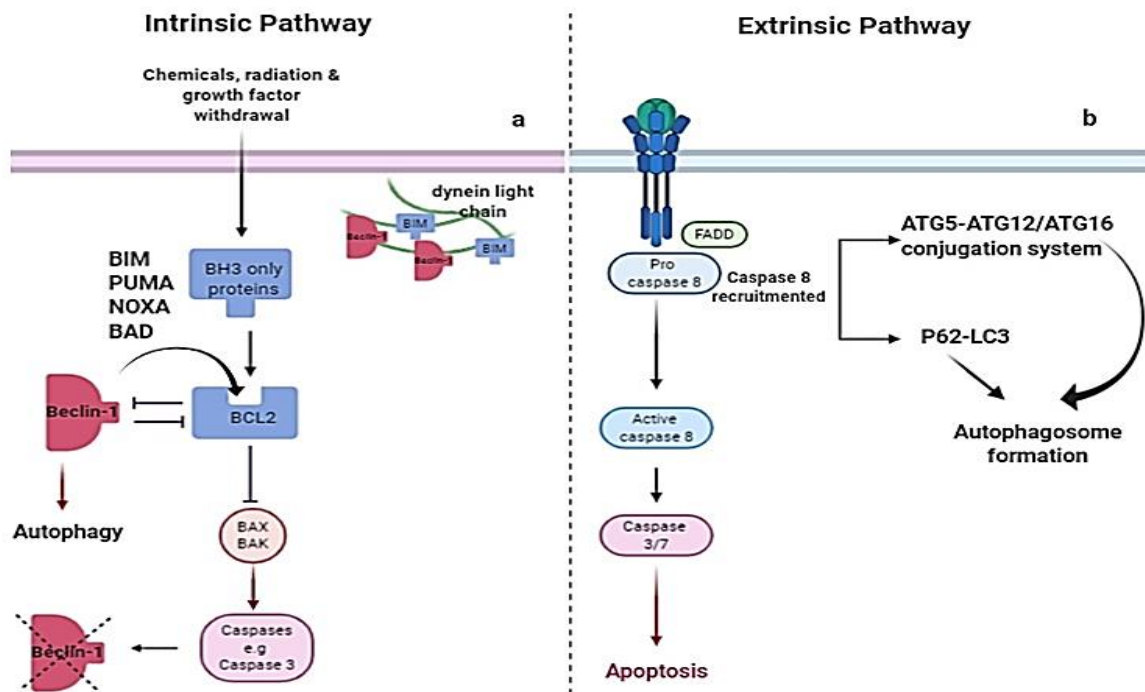 Intrinsic Pathway
Chemicals, radiation &
growth factor
withdrawal
a
dynein light
chain
BIM
Beclin-1
BIM
Beclin-1
BIM
PUMA
NOXA
BAD
BH3 only
proteins
Beclin-1
BCL2
Autophagy
BAX
BAK
Caspases
e.g
Caspase 3
Beclin-1
Extrinsic Pathway
b
FADD
Pro
caspase 8
Caspase 8
recruitmented
ATG5-ATG12/ATG16
conjugation system
P62-LC3
Autophagosome
formation
Active
caspase 8
Caspase
3/7
Apoptosis